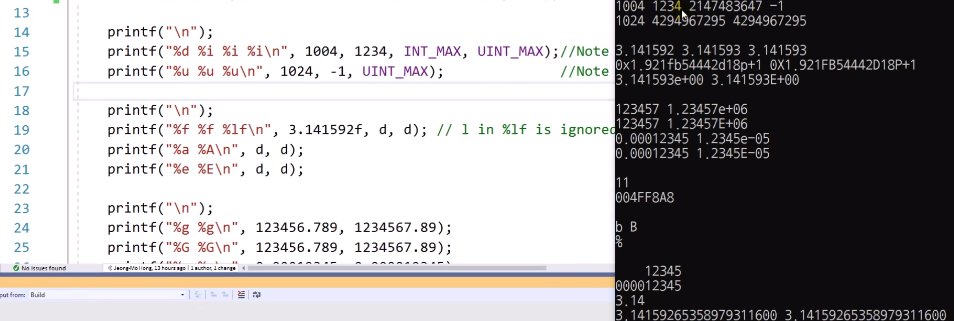 13
14 printf("\n");
15 printf("%d %i %i %i\n", 1004, 1234, INT_MAX, UINT_MAX);//Note
16 printf("%u %u %u\n", 1024, -1, UINT_MAX); //Note
17
18 printf("\n");
19 printf("%f %f %lf\n", 3.141592f, d, d); // l in %lf is ignored
20 printf("%a %A\n", d, d);
21 printf("%e %E\n", d, d);
22
23 printf("\n");
24 printf("%g %g\n", 123456.789, 1234567.89);
25 printf("%G %G\n", 123456.789, 1234567.89);
No issues found
Jeong-Mo Hong, 13 hours ago | 1 author, 1 change
put from: Build
1004 1234 2147483647 -1
1024 4294967295 4294967295
3.141592 3.141593 3.141593
0x1.921fb54442d18p+1 0X1.921FB54442D18P+1
3.141593e+00 3.141593E+00
123457 1.23457e+06
123457 1.23457E+06
0.00012345 1.2345e-05
0.00012345 1.2345E-05
11
004FF8A8
b B
%
12345
000012345
3.14
3.14159265358979311600 3.14159265358979311600